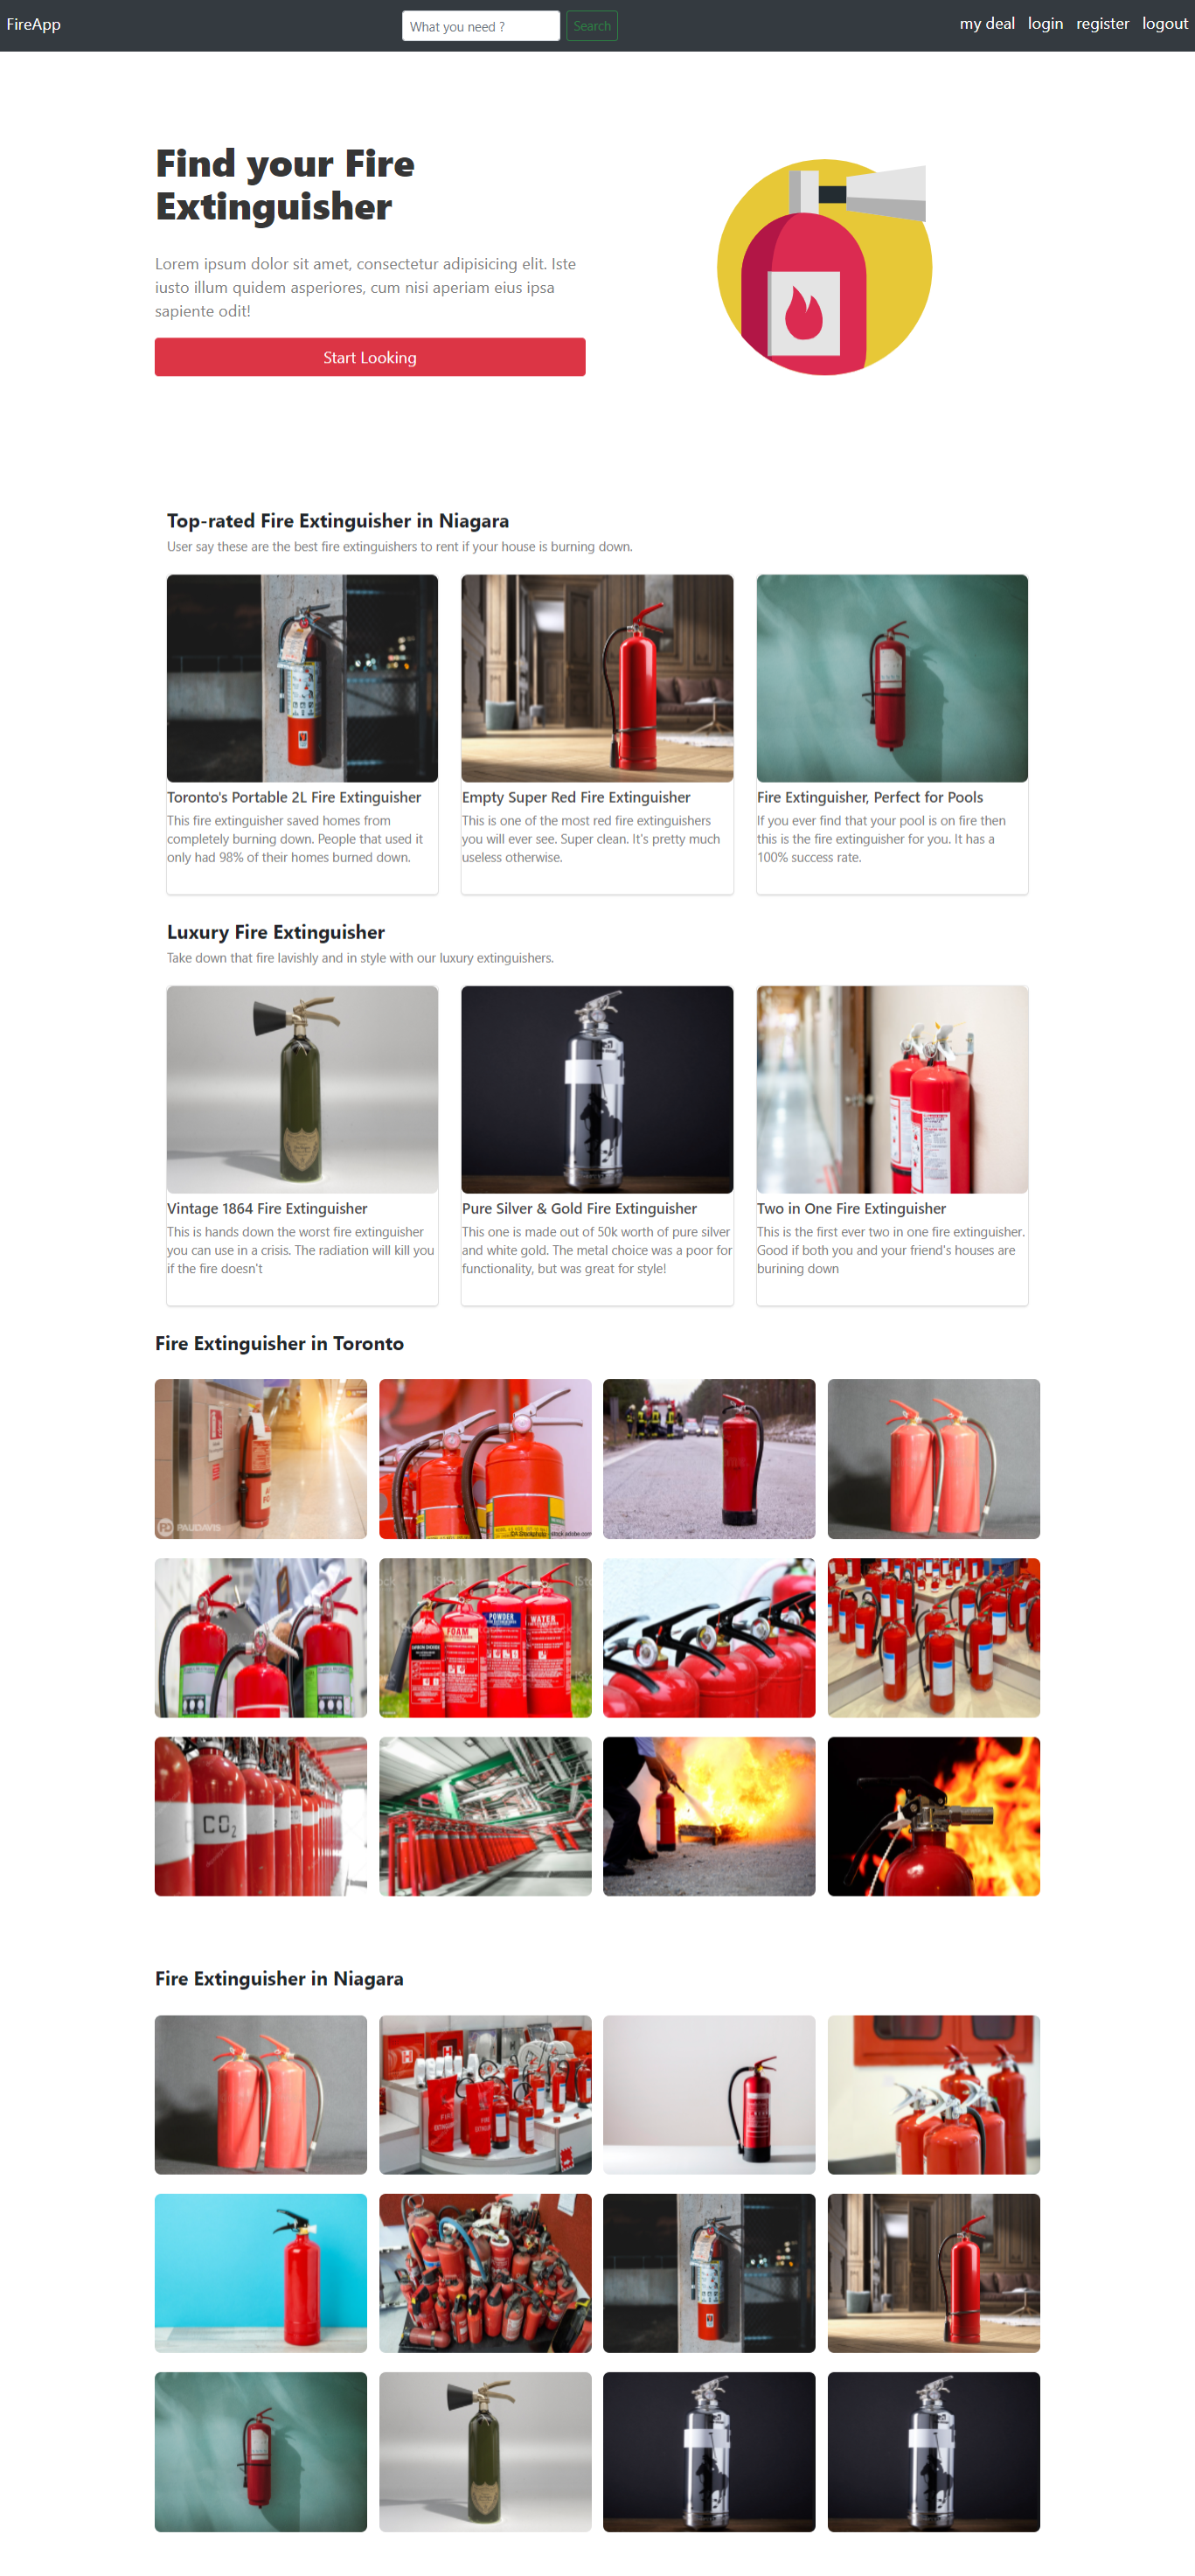 FireApp
What you need ?
Search
my deal login register logout
Find your Fire
Extinguisher
Lorem ipsum dolor sit amet, consectetur adipisicing elit. Iste
iusto illum quidem asperiores, cum nisi aperiam eius ipsa
sapiente odit!
Start Looking
Top-rated Fire Extinguisher in Niagara
User say these are the best fire extinguishers to rent if your house is burning down.
Toronto's Portable 2L Fire Extinguisher
This fire extinguisher saved homes from
completely burning down. People that used it
only had 98% of their homes burned down.
Empty Super Red Fire Extinguisher
This is one of the most red fire extinguishers
you will ever see. Super clean. It's pretty much
useless otherwise.
Fire Extinguisher, Perfect for Pools
If you ever find that your pool is on fire then
this is the fire extinguisher for you. It has a
100% success rate.
Luxury Fire Extinguisher
Take down that fire lavishly and in style with our luxury extinguishers.
Vintage 1864 Fire Extinguisher
This is hands down the worst fire extinguisher
you can use in a crisis. The radiation will kill you
if the fire doesn't
Pure Silver & Gold Fire Extinguisher
This one is made out of 50k worth of pure silver
and white gold. The metal choice was a poor for
functionality, but was great for style!
Two in One Fire Extinguisher
This is the first ever two in one fire extinguisher.
Good if both you and your friend's houses are
burining down
Fire Extinguisher in Toronto
PAULDAVIS
FOAM
POWDER
WATER
CO2
Fire Extinguisher in Niagara